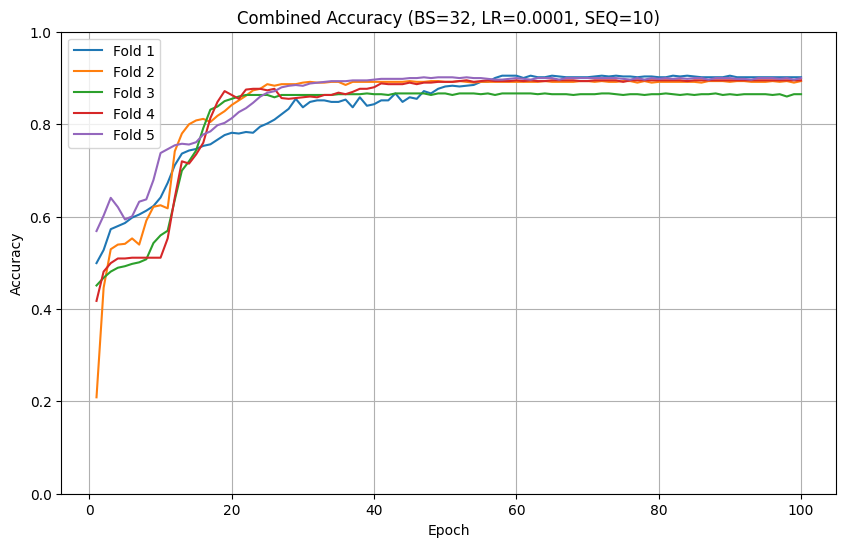 Combined Accuracy (BS=32, LR=0.0001, SEQ=10)
Fold 1
Fold 2
Fold 3
Fold 4
Fold 5
1.0
0.8
0.6
0.4
0.2
0.0
Accuracy
0 20 40 60 80 100
Epoch